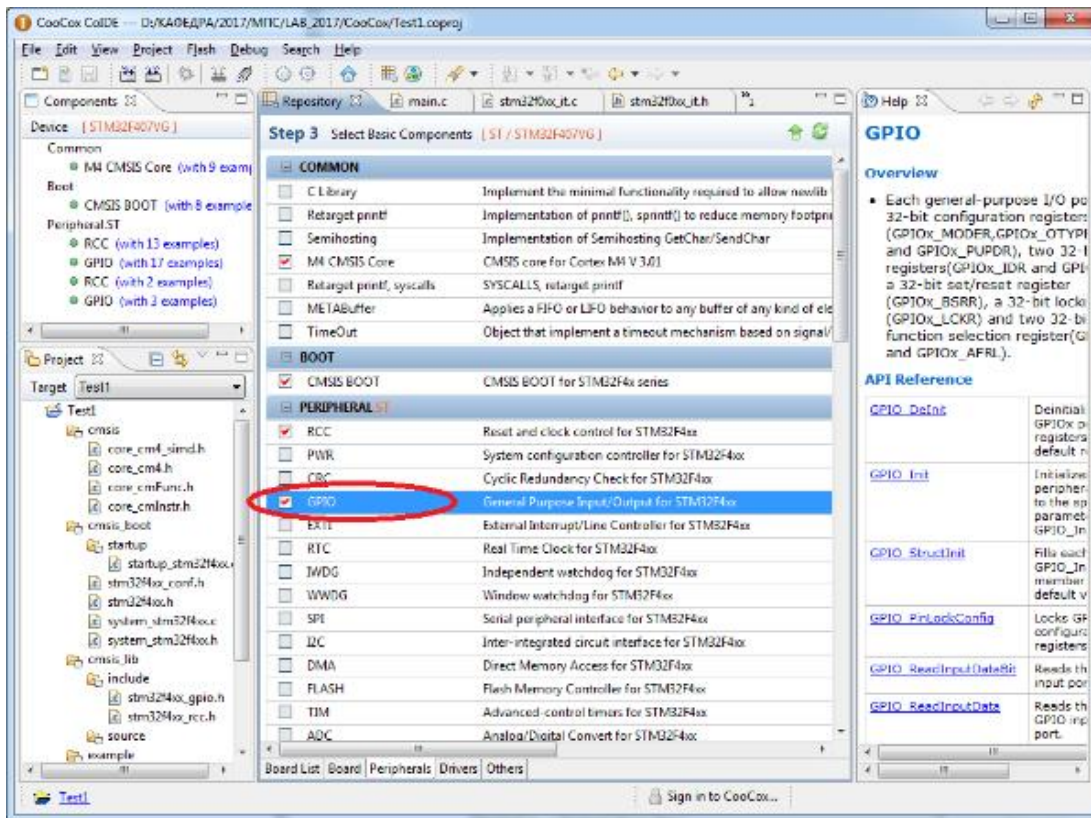 CooCox CoIDE --- D:/КАФЕДРА/2017/МПС/LAB_2017/CooCox/Test1.coproj
File Edit View Project Flash Debug Search Help
Components
Device [ STM32F407VG ]
Common
M4 CMSIS Core (with 9 examp
Boot
CMSIS BOOT (with 8 example
Peripheral.ST
RCC (with 13 examples)
GPIO (with 17 examples)
RCC (with 2 examples)
GPIO (with 3 examples)
Project
Target Test1
Test1
cmsis
core_cm4_simd.h
core_cm4.h
core_cmFunc.h
core_cmInstr.h
cmsis_boot
startup
startup_stm32f4xx.
stm32f4xx_conf.h
stm32f4xx.h
system_stm32f4xx.c
system_stm32f4xx.h
cmsis_lib
include
stm32f4xx_gpio.h
stm32f4xx_rcc.h
source
example
Repository main.c stm32f0xx_it.c stm32f0xx_it.h
Step 3 Select Basic Components [ ST / STM32F407VG ]
COMMON
C Library Implement the minimal functionality required to allow newlib
Retarget printf Implementation of printf(), sprintf() to reduce memory footprin
Semihosting Implementation of Semihosting GetChar/SendChar
M4 CMSIS Core CMSIS core for Cortex M4 V 3.01
Retarget printf, syscalls SYSCALLS, retarget printf
METABuffer Applies a FIFO or LIFO behavior to any buffer of any kind of ele
TimeOut Object that implement a timeout mechanism based on signal/
BOOT
CMSIS BOOT CMSIS BOOT for STM32F4x series
PERIPHERAL.ST
RCC Reset and clock control for STM32F4xx
PWR System configuration controller for STM32F4xx
CRC Cyclic Redundancy Check for STM32F4xx
GPIO General Purpose Input/Output for STM32F4xx
EXTI External Interrupt/Line Controller for STM32F4xx
RTC Real Time Clock for STM32F4xx
IWDG Independent watchdog for STM32F4xx
WWDG Window watchdog for STM32F4xx
SPI Serial peripheral interface for STM32F4xx
I2C Inter-integrated circuit interface for STM32F4xx
DMA Direct Memory Access for STM32F4xx
FLASH Flash Memory Controller for STM32F4xx
TIM Advanced-control timers for STM32F4xx
ADC Analog/Digital Convert for STM32F4xx
Board List Board Peripherals Drivers Others
Help
GPIO
Overview
Each general-purpose I/O po
32-bit configuration registers
(GPIOx_MODER,GPIOx_OTYPE
and GPIOx_PUPDR), two 32-b
registers(GPIOx_IDR and GPI
a 32-bit set/reset register
(GPIOx_BSRR), a 32-bit lock
(GPIOx_LCKR) and two 32-bi
function selection register(G
and GPIOx_AFRL).
API Reference
GPIO_DeInit Deinitial
GPIOx p
registers
default r
GPIO_Init Initialize
peripher
to the sp
paramet
GPIO_In
GPIO_StructInit Fills each
GPIO_In
member
default v
GPIO_PinLockConfig Locks GP
configura
registers
GPIO_ReadInputDataBit Reads th
input por
GPIO_ReadInputData Reads th
GPIO inp
port.
Test1
Sign in to CooCox...